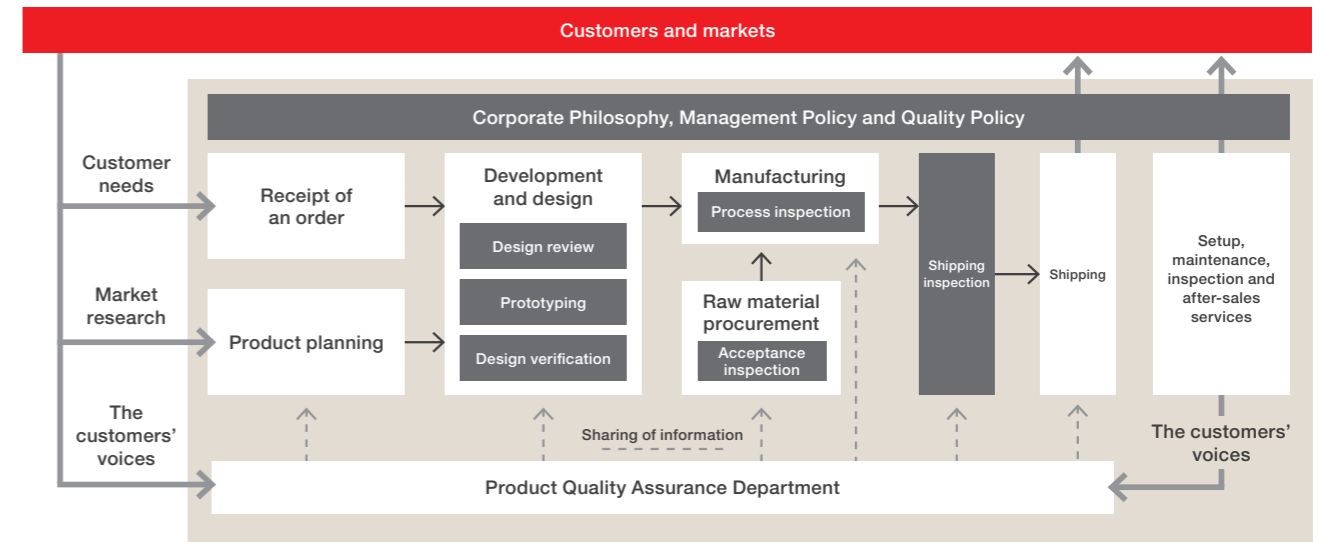 Customers and markets
Corporate Philosophy, Management Policy and Quality Policy
Customer
needs
Market
research
The
customers’
voices
Receipt of
an order
Product planning
Development
and design
Design review
Prototyping
Design verification
Manufacturing
Process inspection
Raw material
procurement
Acceptance
inspection
Shipping
inspection
Shipping
Setup,
maintenance,
inspection and
after-sales
services
Sharing of information
The customers’
voices
Product Quality Assurance Department